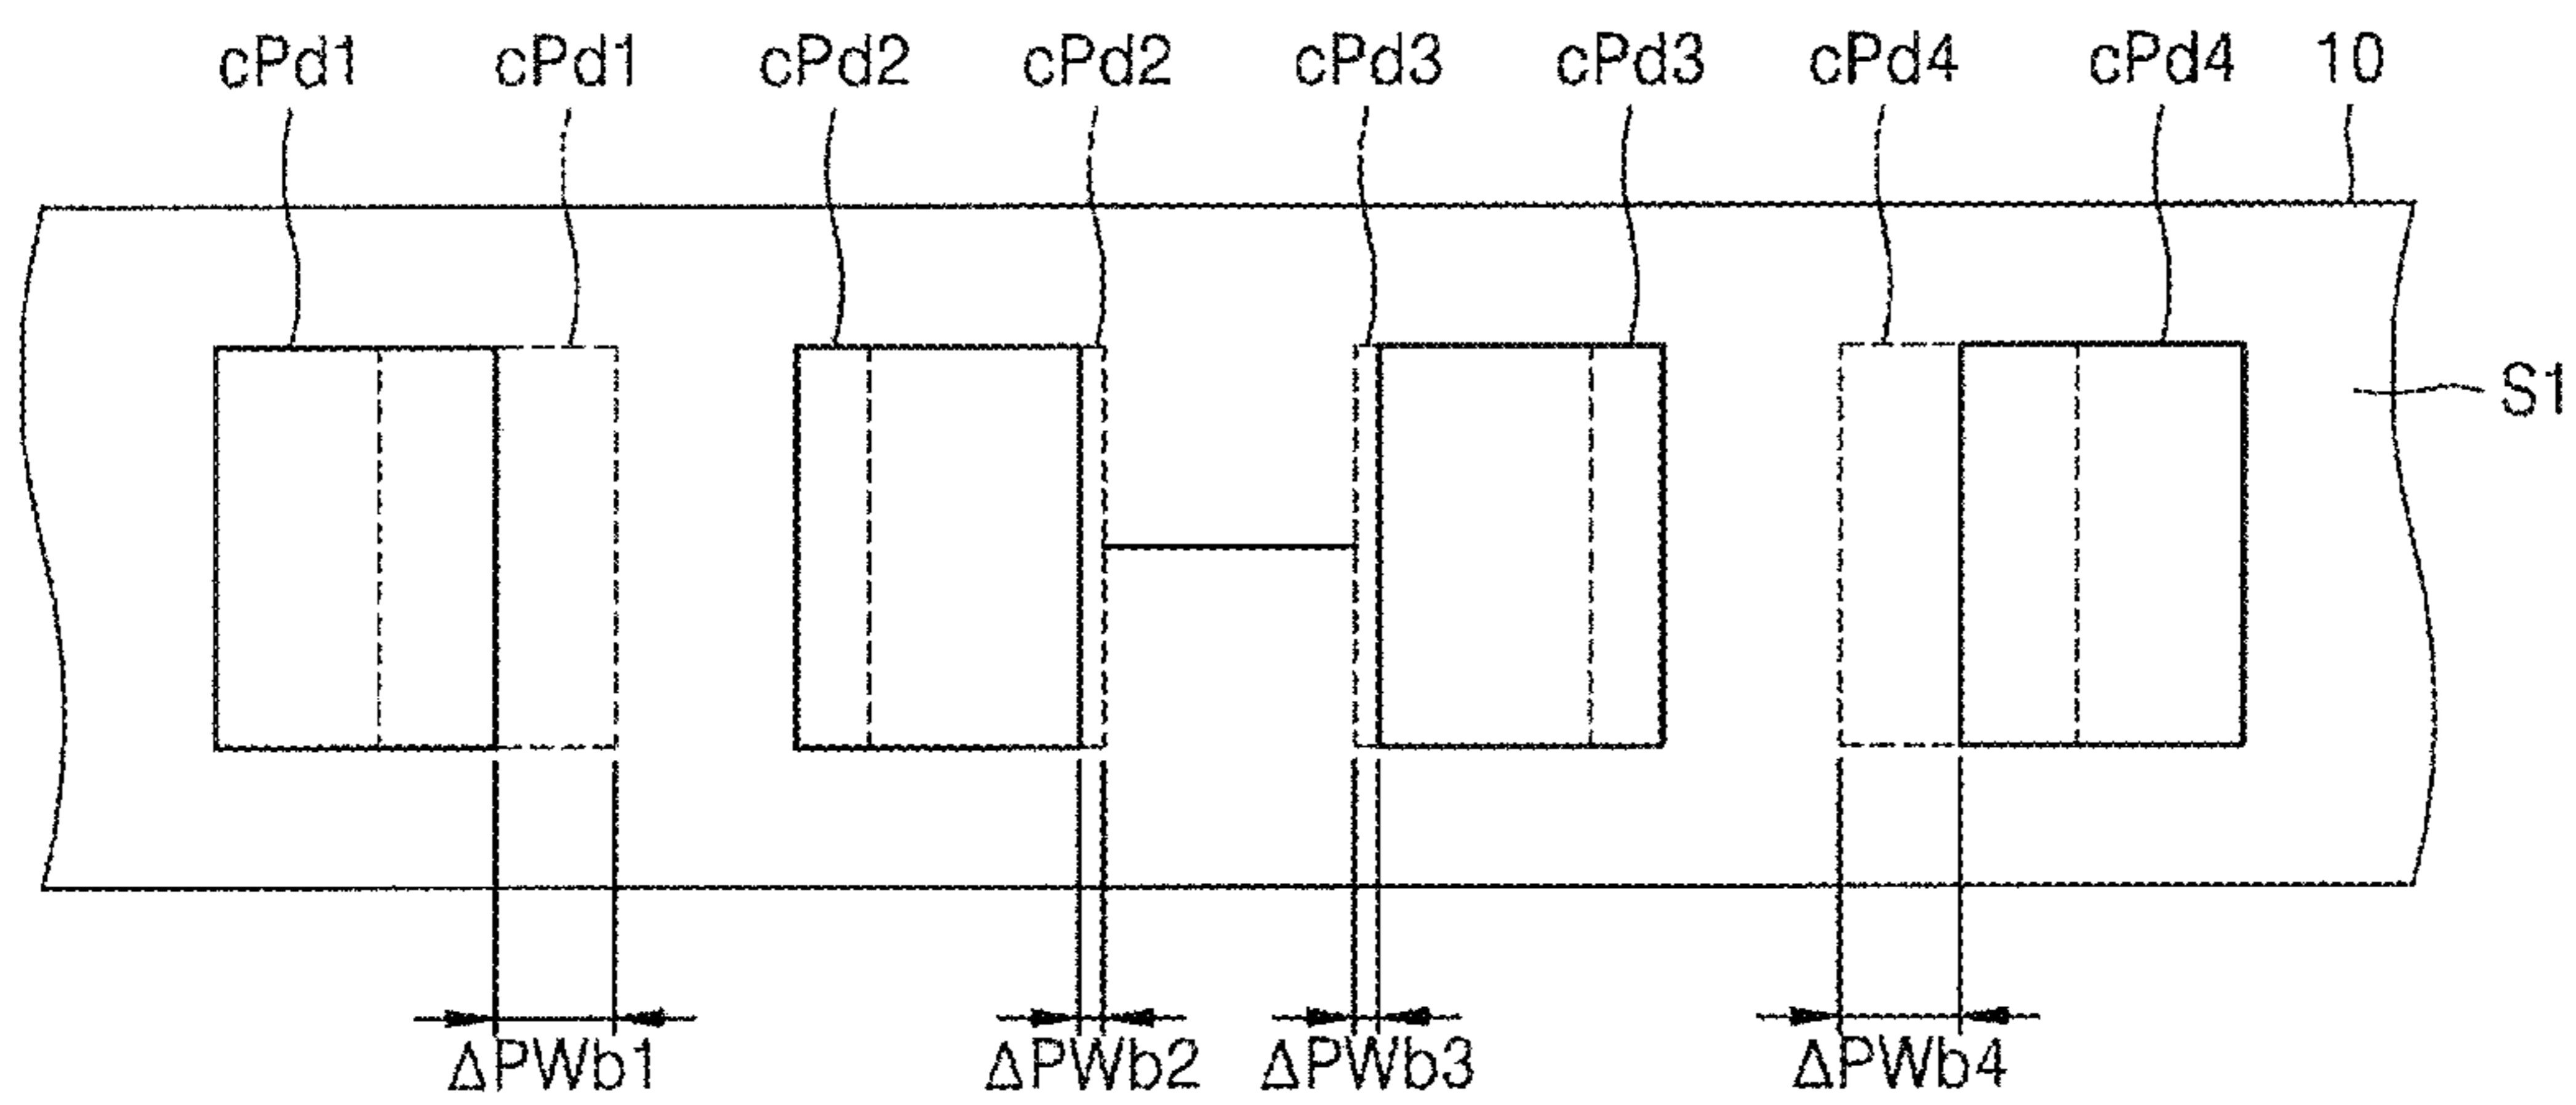 cPd1 cPd1 cPd2 cPd2 cPd3 cPd3 cPd4 cPd4 10
S1
ΔPWb1 ΔPWb2 ΔPWb3 ΔPWb4